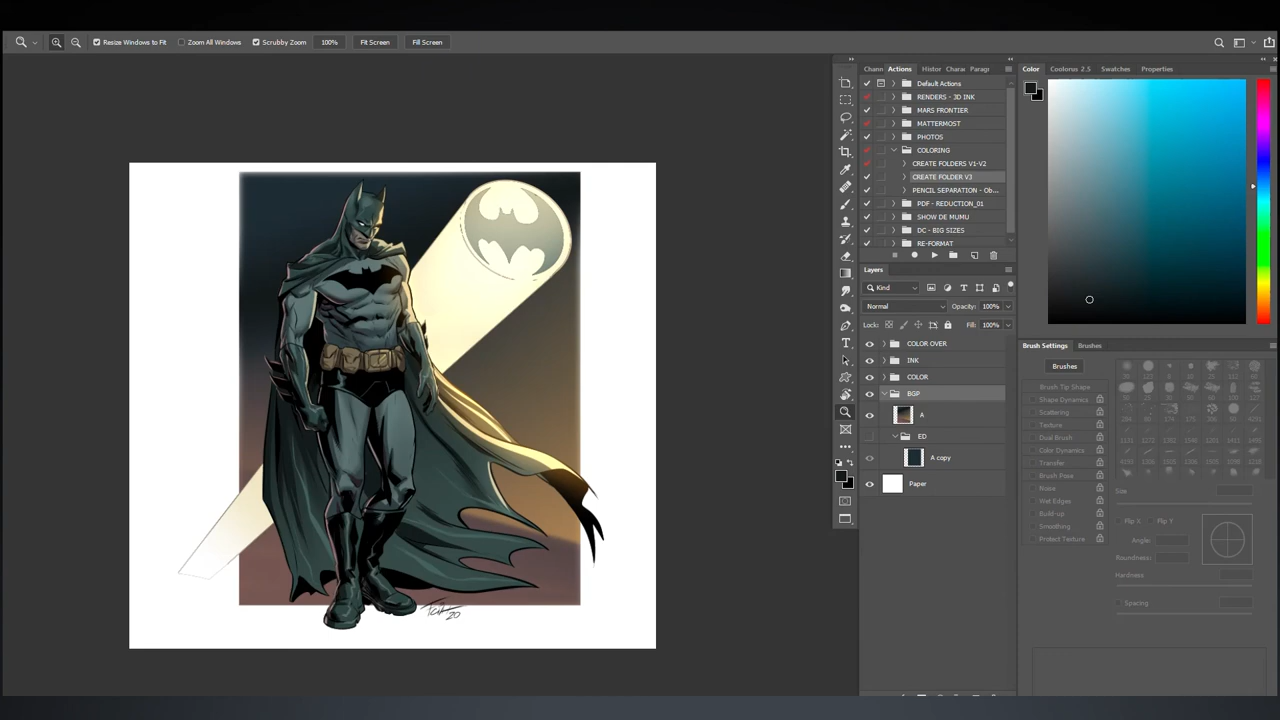 Resize Windows to Fit Zoom All Windows Scrubby Zoom 100% Fit Screen Fill Screen
Chann Actions Histor Chara Paragr
Default Actions
RENDERS - 3D INK
MARS FRONTIER
MATTERMOST
PHOTOS
COLORING
CREATE FOLDERS V1-V2
CREATE FOLDER V3
PENCIL SEPARATION - Ob...
PDF - REDUCTION_01
SHOW DE MUMU
DC - BIG SIZES
RE-FORMAT
Layers
Kind
Normal Opacity: 100%
Lock: Fill: 100%
COLOR OVER
INK
COLOR
BGP
A
ED
A copy
Paper
Color Coolorus 2.5 Swatches Properties
Brush Settings Brushes
Brushes
Brush Tip Shape
Shape Dynamics
Scattering
Texture
Dual Brush
Color Dynamics
Transfer
Brush Pose
Noise
Wet Edges
Build-up
Smoothing
Protect Texture
Size
Flip X Flip Y
Angle:
Roundness:
Hardness
Spacing
20